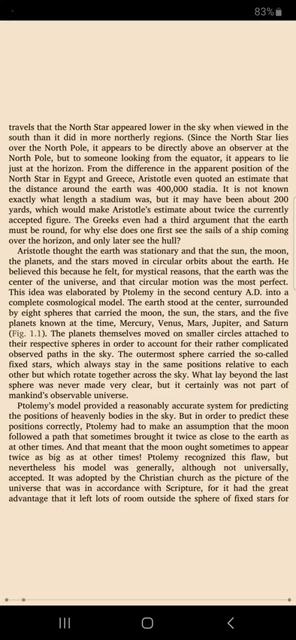 83%
travels that the North Star appeared lower in the sky when viewed in the
south than it did in more northerly regions. (Since the North Star lies
over the North Pole, it appears to be directly above an observer at the
North Pole, but to someone looking from the equator, it appears to lie
just at the horizon. From the difference in the apparent position of the
North Star in Egypt and Greece, Aristotle even quoted an estimate that
the distance around the earth was 400,000 stadia. It is not known
exactly what length a stadium was, but it may have been about 200
yards, which would make Aristotle's estimate about twice the currently
accepted figure. The Greeks even had a third argument that the earth
must be round, for why else does one first see the sails of a ship coming
over the horizon, and only later see the hull?
Aristotle thought the earth was stationary and that the sun, the moon,
the planets, and the stars moved in circular orbits about the earth. He
believed this because he felt, for mystical reasons, that the earth was the
center of the universe, and that circular motion was the most perfect.
This idea was elaborated by Ptolemy in the second century A.D. into a
complete cosmological model. The earth stood at the center, surrounded
by eight spheres that carried the moon, the sun, the stars, and the five
planets known at the time, Mercury, Venus, Mars, Jupiter, and Saturn
(Fig. 1.1). The planets themselves moved on smaller circles attached to
their respective spheres in order to account for their rather complicated
observed paths in the sky. The outermost sphere carried the so-called
fixed stars, which always stay in the same positions relative to each
other but which rotate together across the sky. What lay beyond the last
sphere was never made very clear, but it certainly was not part of
mankind's observable universe.
Ptolemy's model provided a reasonably accurate system for predicting
the positions of heavenly bodies in the sky. But in order to predict these
positions correctly, Ptolemy had to make an assumption that the moon
followed a path that sometimes brought it twice as close to the earth as
at other times. And that meant that the moon ought sometimes to appear
twice as big as at other times! Ptolemy recognized this flaw, but
nevertheless his model was generally, although not universally,
accepted. It was adopted by the Christian church as the picture of the
universe that was in accordance with Scripture, for it had the great
advantage that it left lots of room outside the sphere of fixed stars for